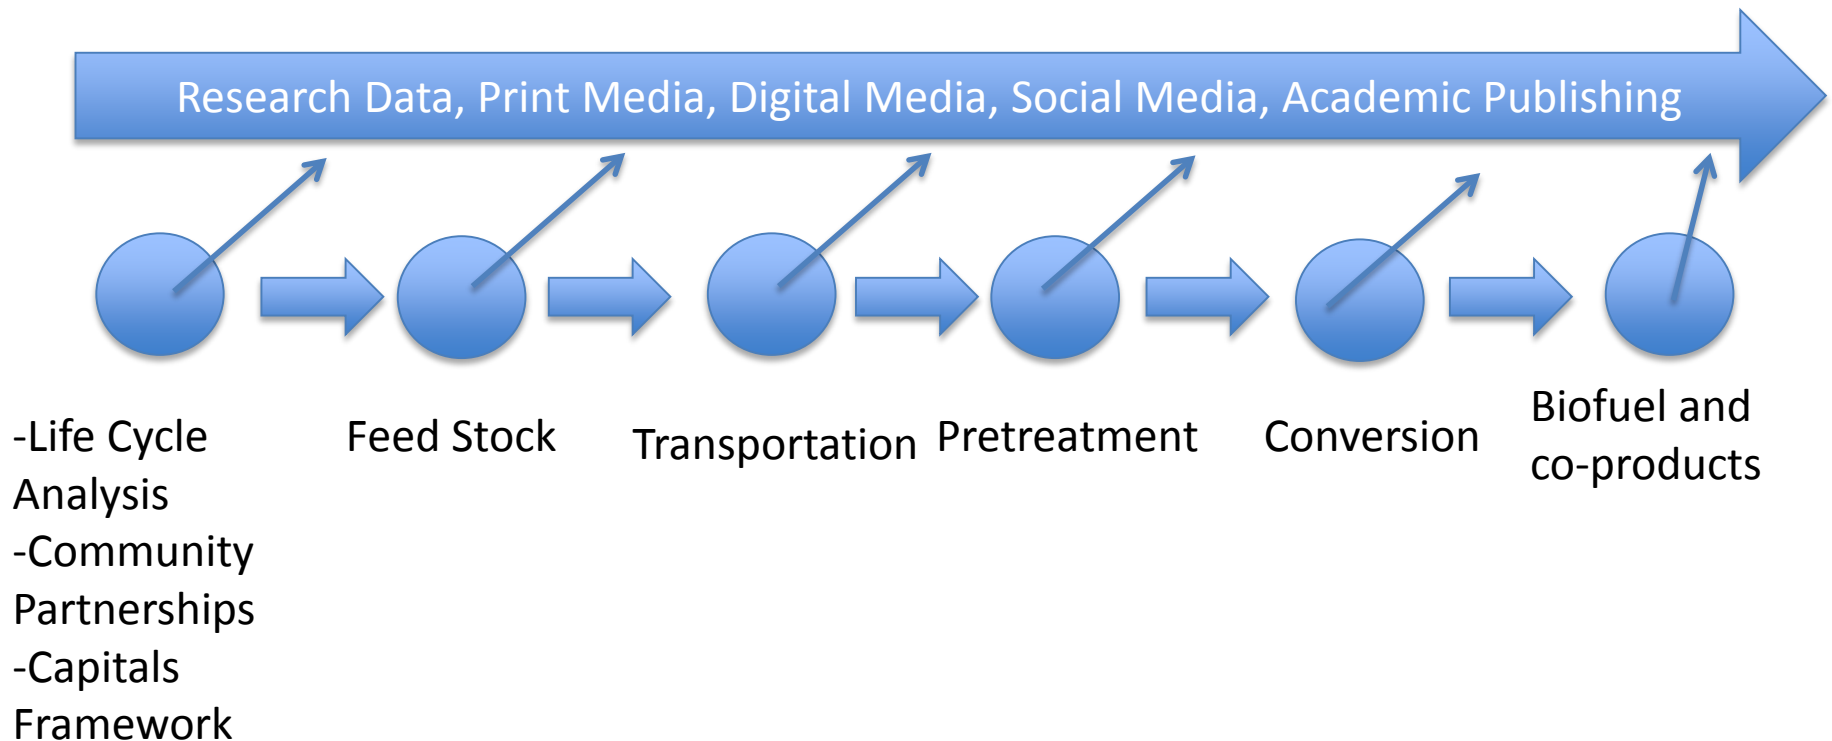 Research Data, Print Media, Digital Media, Social Media, Academic Publishing
-Life Cycle
Analysis
-Community
Partnerships
-Capitals
Framework
Feed Stock
Transportation
Pretreatment
Conversion
Biofuel and
co-products